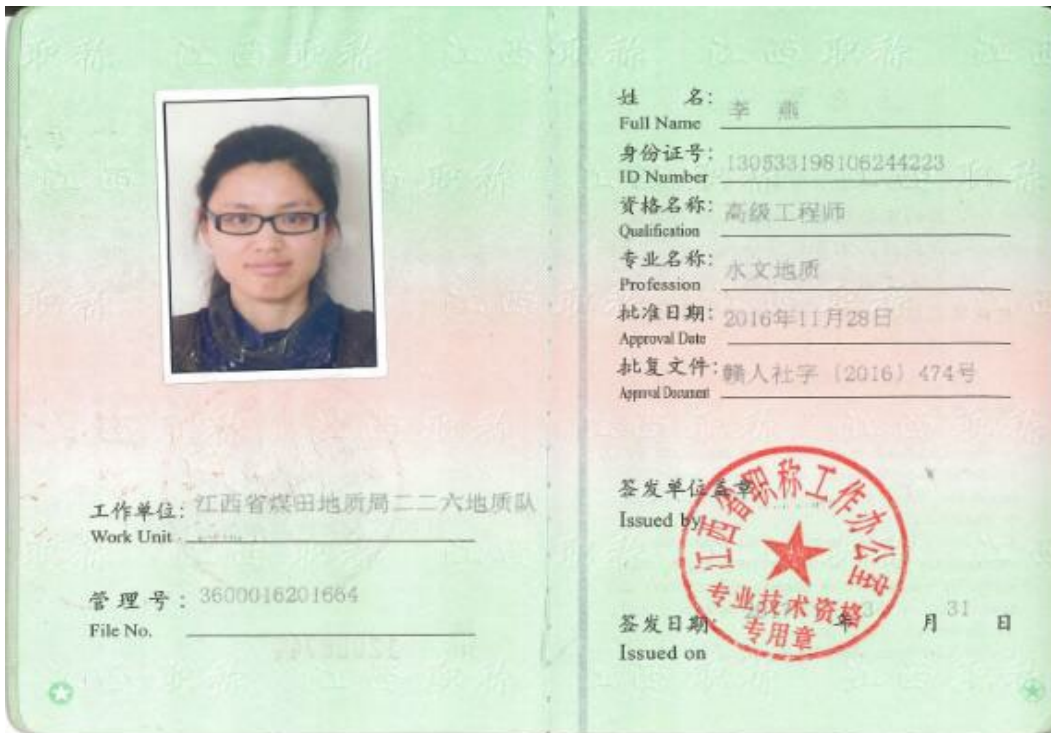 工作单位: 江西省煤田地质局二二六地质队
Work Unit
管理号: 3600016201664
File No.
姓 名: 李 燕
Full Name
身份证号: 130533198106244223
ID Number
资格名称: 高级工程师
Qualification
专业名称: 水文地质
Profession
批准日期: 2016年11月28日
Approval Date
批复文件: 赣人社字〔2016〕474号
Approval Document
签发单位盖章
Issued by
江西省职称工作办公室
专业技术资格
专用章
签发日期: 年 3 月 31 日
Issued on